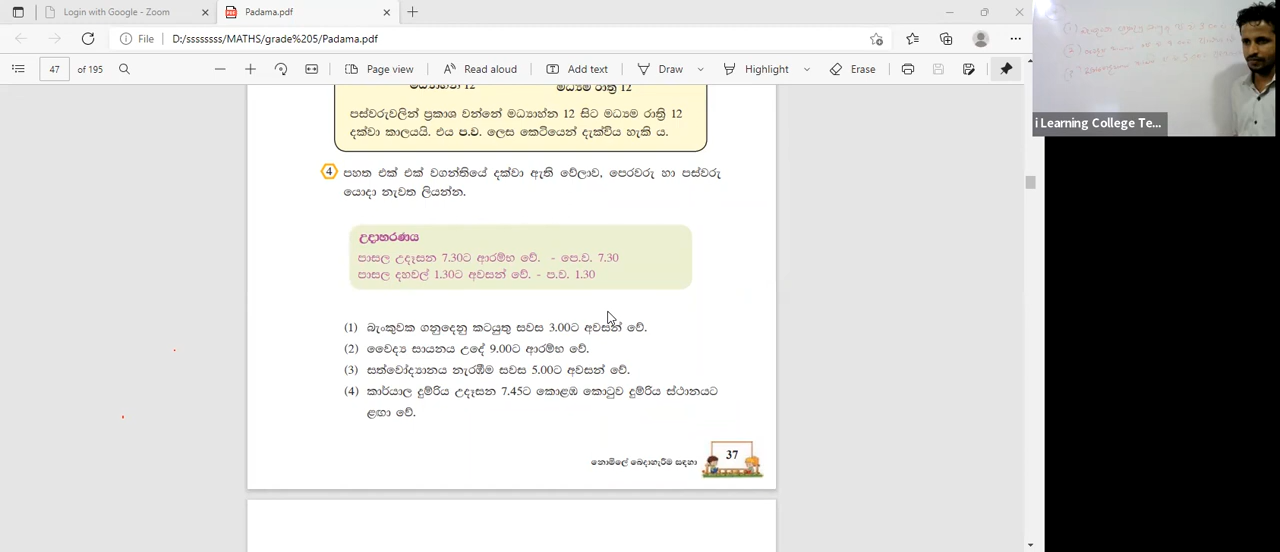 Login with Google - Zoom
Padama.pdf
File
D:/ssssssss/MATHS/grade%205/Padama.pdf
47 of 195
Page view
Read aloud
Add text
Draw
Highlight
Erase
මධ්‍යම රාත්‍රි 12
පස්වරුවලින් ප්‍රකාශ වන්නේ මධ්‍යාහ්න 12 සිට මධ්‍යම රාත්‍රි 12
දක්වා කාලයයි. එය ප.ව. ලෙස කෙටියෙන් දැක්විය හැකි ය.
4 පහත එක් එක් වගන්තියේ දක්වා ඇති වේලාව, පෙරවරු හා පස්වරු
යොදා නැවත ලියන්න.
උදාහරණය
පාසල උදෑසන 7.30ට ආරම්භ වේ. - පෙ.ව. 7.30
පාසල දහවල් 1.30ට අවසන් වේ. - ප.ව. 1.30
(1) බැංකුවක ගනුදෙනු කටයුතු සවස 3.00ට අවසන් වේ.
(2) වෛද්‍ය සායනය උදේ 9.00ට ආරම්භ වේ.
(3) සත්වෝද්‍යානය නැරඹීම සවස 5.00ට අවසන් වේ.
(4) කාර්යාල දුම්රිය උදෑසන 7.45ට කොළඹ කොටුව දුම්රිය ස්ථානයට
ළඟා වේ.
නොමිලේ බෙදාහැරීම සඳහා
37
i Learning College Te...